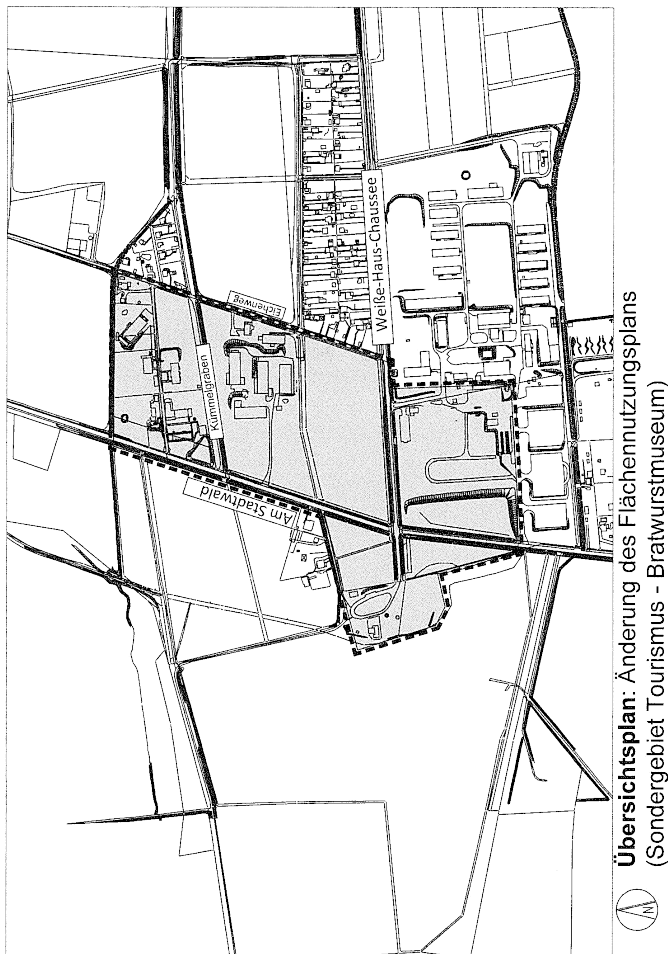 Eichenweg
Weiße-Haus-Chaussee
Kümmelgraben
Am Stadtwald
Übersichtsplan: Änderung des Flächennutzungsplans
(Sondergebiet Tourismus - Bratwurstmuseum)
N